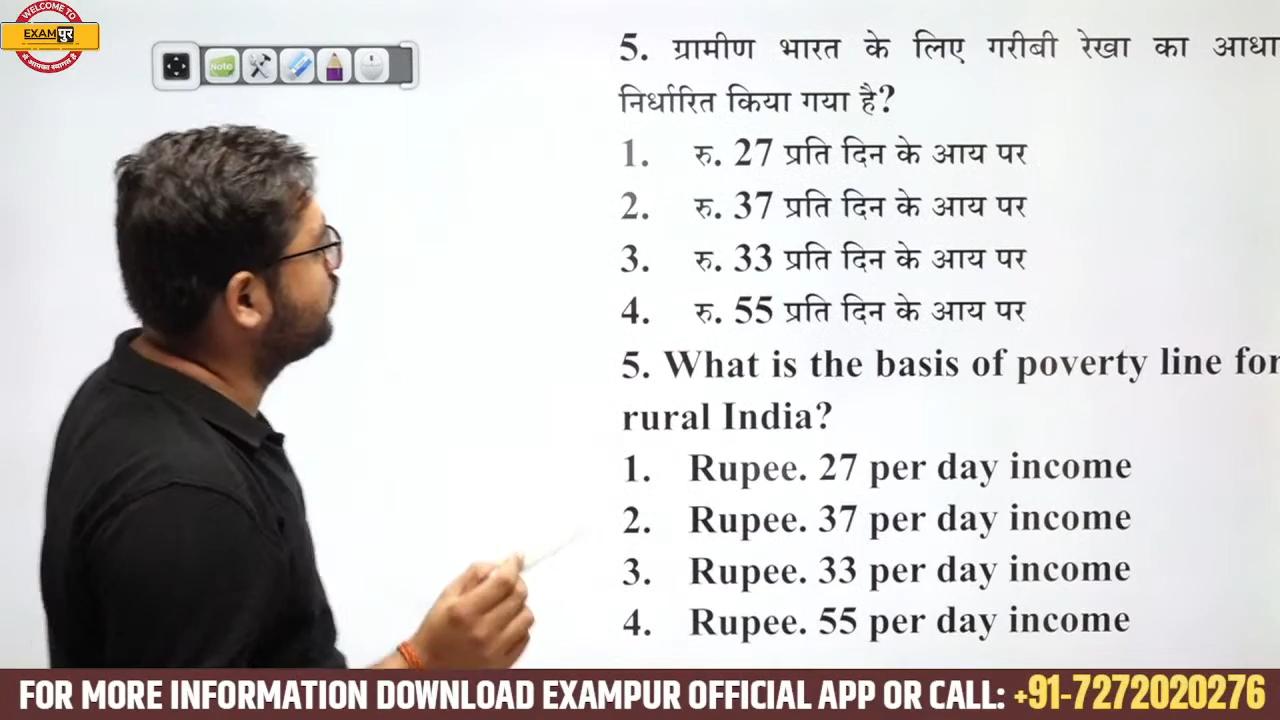 WELCOME TO
EXAMपुर
में आपका स्वागत है
Note
5. ग्रामीण भारत के लिए गरीबी रेखा का आधा
निर्धारित किया गया है?
1. रु. 27 प्रति दिन के आय पर
2. रु. 37 प्रति दिन के आय पर
3. रु. 33 प्रति दिन के आय पर
4. रु. 55 प्रति दिन के आय पर
5. What is the basis of poverty line for
rural India?
1. Rupee. 27 per day income
2. Rupee. 37 per day income
3. Rupee. 33 per day income
4. Rupee. 55 per day income
FOR MORE INFORMATION DOWNLOAD EXAMPUR OFFICIAL APP OR CALL: +91-7272020276